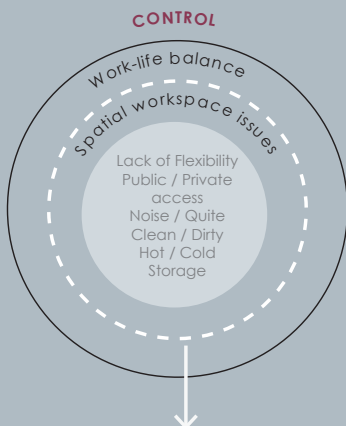 CONTROL
Work-life balance
Spatial workspace issues
Lack of Flexibility
Public / Private
access
Noise / Quite
Clean / Dirty
Hot / Cold
Storage